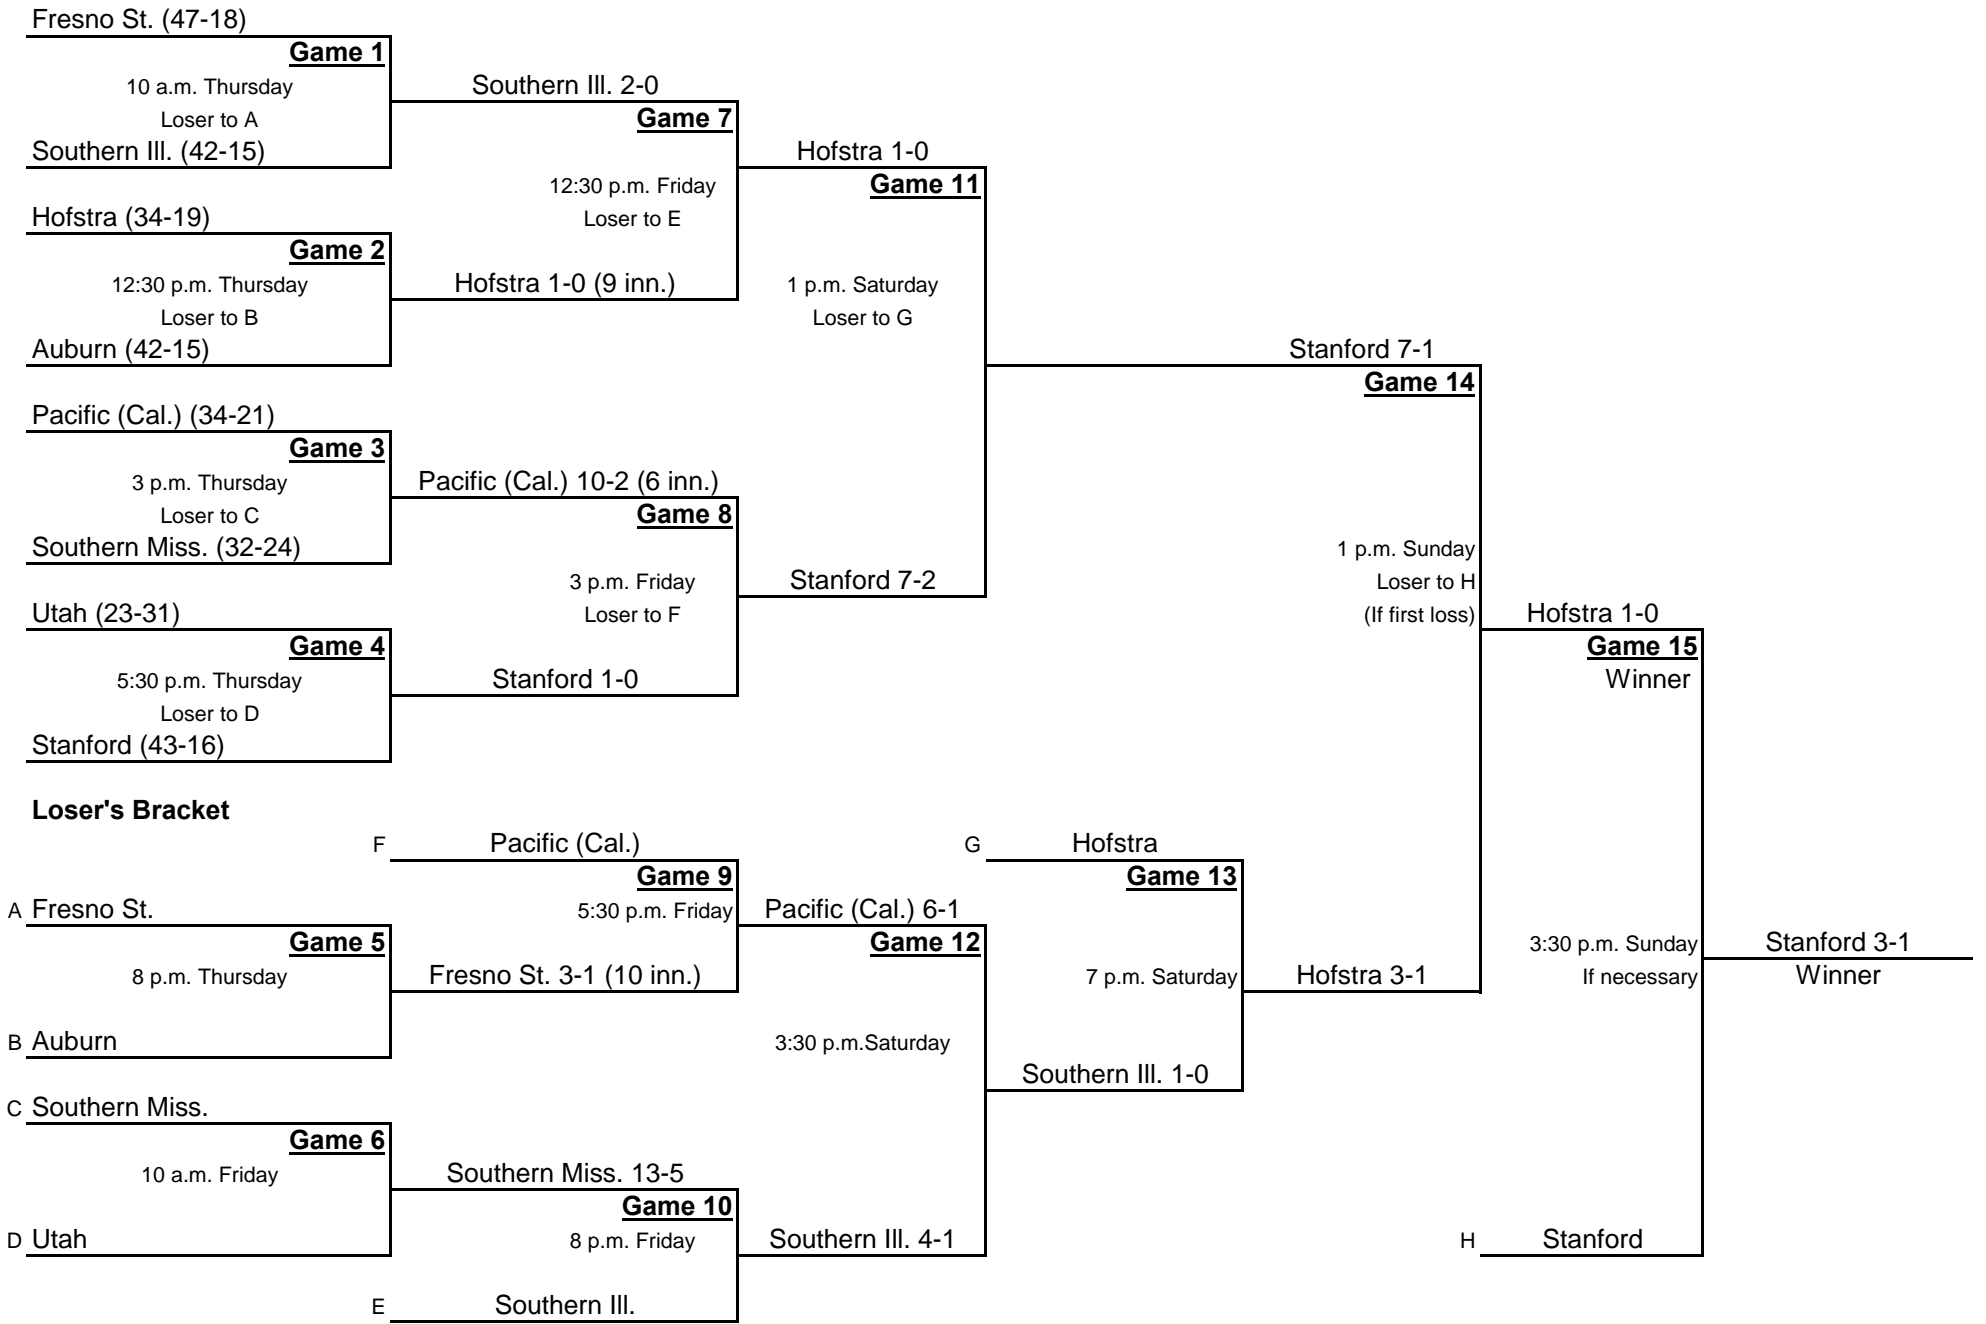 Fresno St. (47-18)
Game 1
10 a.m. Thursday
Loser to A
Southern Ill. (42-15)
Southern Ill. 2-0
Game 7
12:30 p.m. Friday
Loser to E
Hofstra (34-19)
Game 2
12:30 p.m. Thursday
Loser to B
Auburn (42-15)
Hofstra 1-0 (9 inn.)
Hofstra 1-0
Game 11
1 p.m. Saturday
Loser to G
Pacific (Cal.) (34-21)
Game 3
3 p.m. Thursday
Loser to C
Southern Miss. (32-24)
Pacific (Cal.) 10-2 (6 inn.)
Game 8
3 p.m. Friday
Loser to F
Utah (23-31)
Game 4
5:30 p.m. Thursday
Loser to D
Stanford (43-16)
Stanford 1-0
Stanford 7-2
Stanford 7-1
Game 14
1 p.m. Sunday
Loser to H
(If first loss)
Hofstra 1-0
Game 15
Winner
Loser's Bracket
F Pacific (Cal.)
Game 9
5:30 p.m. Friday
A Fresno St.
Game 5
8 p.m. Thursday
B Auburn
Fresno St. 3-1 (10 inn.)
Pacific (Cal.) 6-1
Game 12
3:30 p.m.Saturday
C Southern Miss.
Game 6
10 a.m. Friday
D Utah
Southern Miss. 13-5
Game 10
8 p.m. Friday
E Southern Ill.
Southern Ill. 4-1
G Hofstra
Game 13
7 p.m. Saturday
Southern Ill. 1-0
Hofstra 3-1
3:30 p.m. Sunday
If necessary
H Stanford
Stanford 3-1
Winner